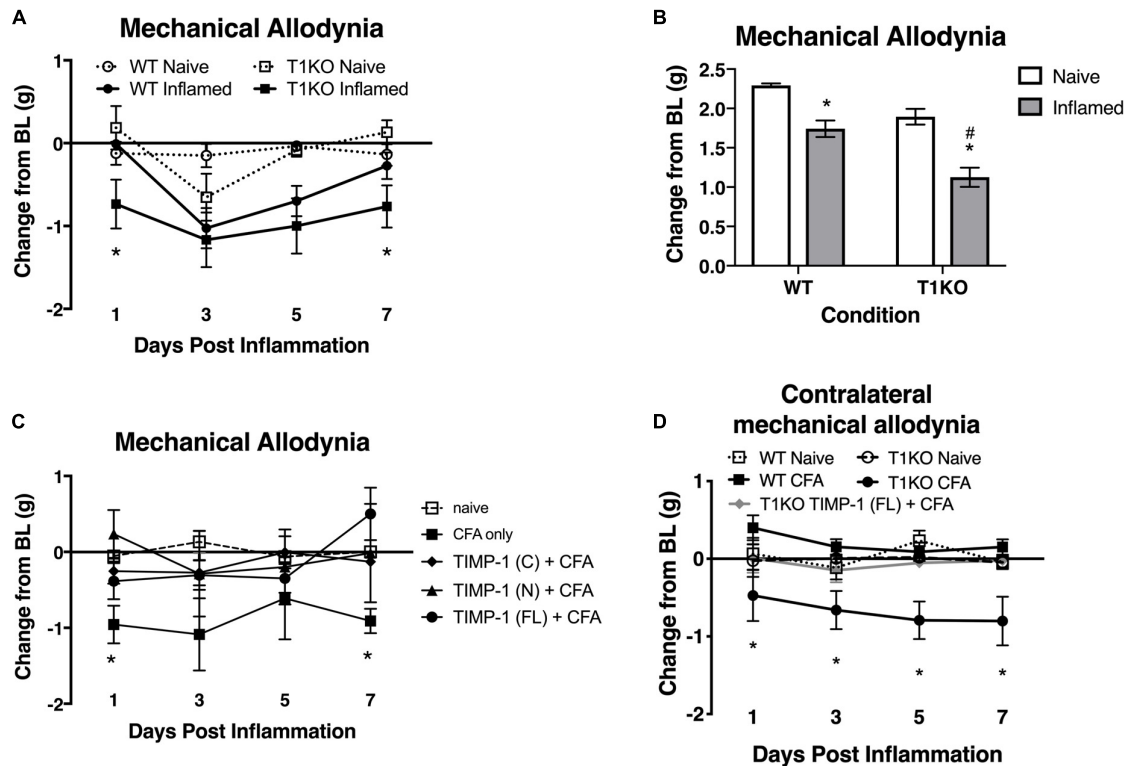 A
Mechanical Allodynia
WT Naive
T1KO Naive
WT Inflamed
T1KO Inflamed
Change from BL (g)
1
0
-1
-2
*
*
1
3
5
7
Days Post Inflammation
B
Mechanical Allodynia
Naive
Inflamed
Change from BL (g)
2.5
2.0
1.5
1.0
0.5
0.0
*
#
*
WT
T1KO
Condition
C
Mechanical Allodynia
Change from BL (g)
1
0
-1
-2
*
*
1
3
5
7
Days Post Inflammation
naive
CFA only
TIMP-1 (C) + CFA
TIMP-1 (N) + CFA
TIMP-1 (FL) + CFA
D
Contralateral
mechanical allodynia
WT Naive
T1KO Naive
WT CFA
T1KO CFA
T1KO TIMP-1 (FL) + CFA
Change from BL (g)
1
0
-1
-2
*
*
*
*
1
3
5
7
Days Post Inflammation